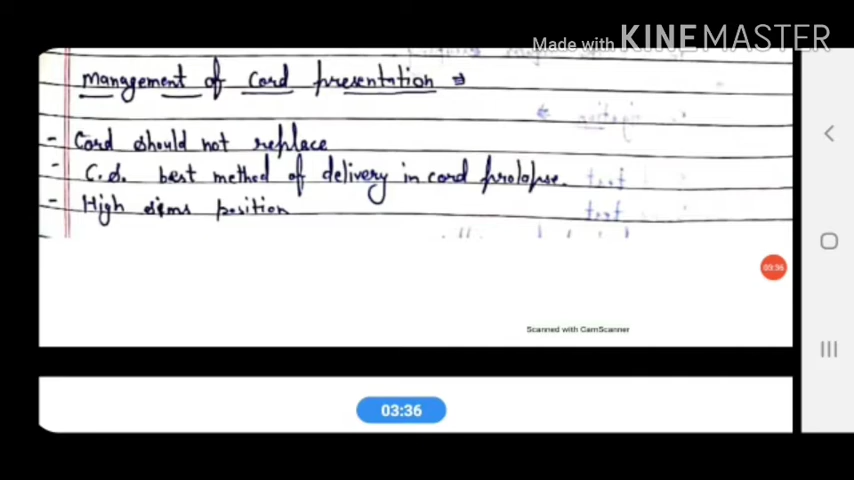 Made with KINEMASTER
Management of Cord presentation ⇒
- Cord should not replace
- C.S. best method of delivery in cord prolapse.
- High sims position
03:36
Scanned with CamScanner
03:36